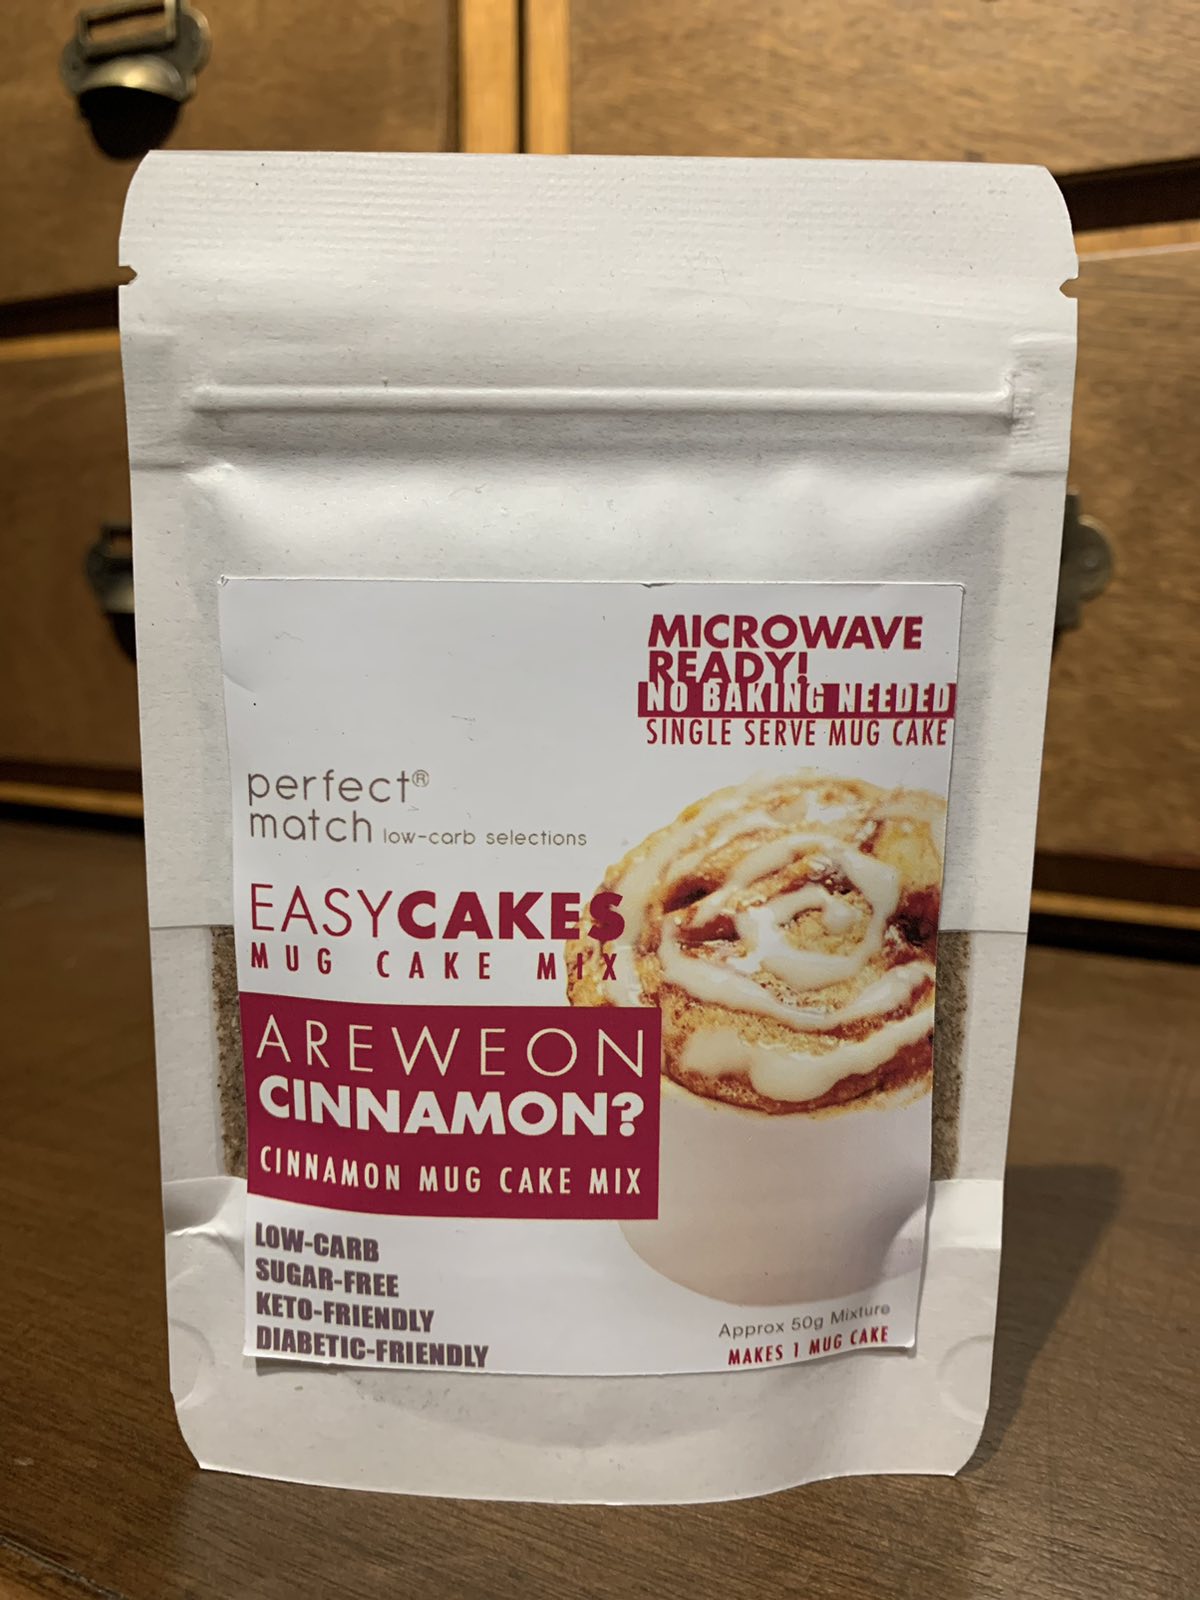 MICROWAVE
READY!
NO BAKING NEEDED
SINGLE SERVE MUG CAKE
perfect®
match low-carb selections
EASYCAKES
MUG CAKE MIX
AREWEON
CINNAMON?
CINNAMON MUG CAKE MIX
LOW-CARB
SUGAR-FREE
KETO-FRIENDLY
DIABETIC-FRIENDLY
Approx 50g Mixture
MAKES 1 MUG CAKE